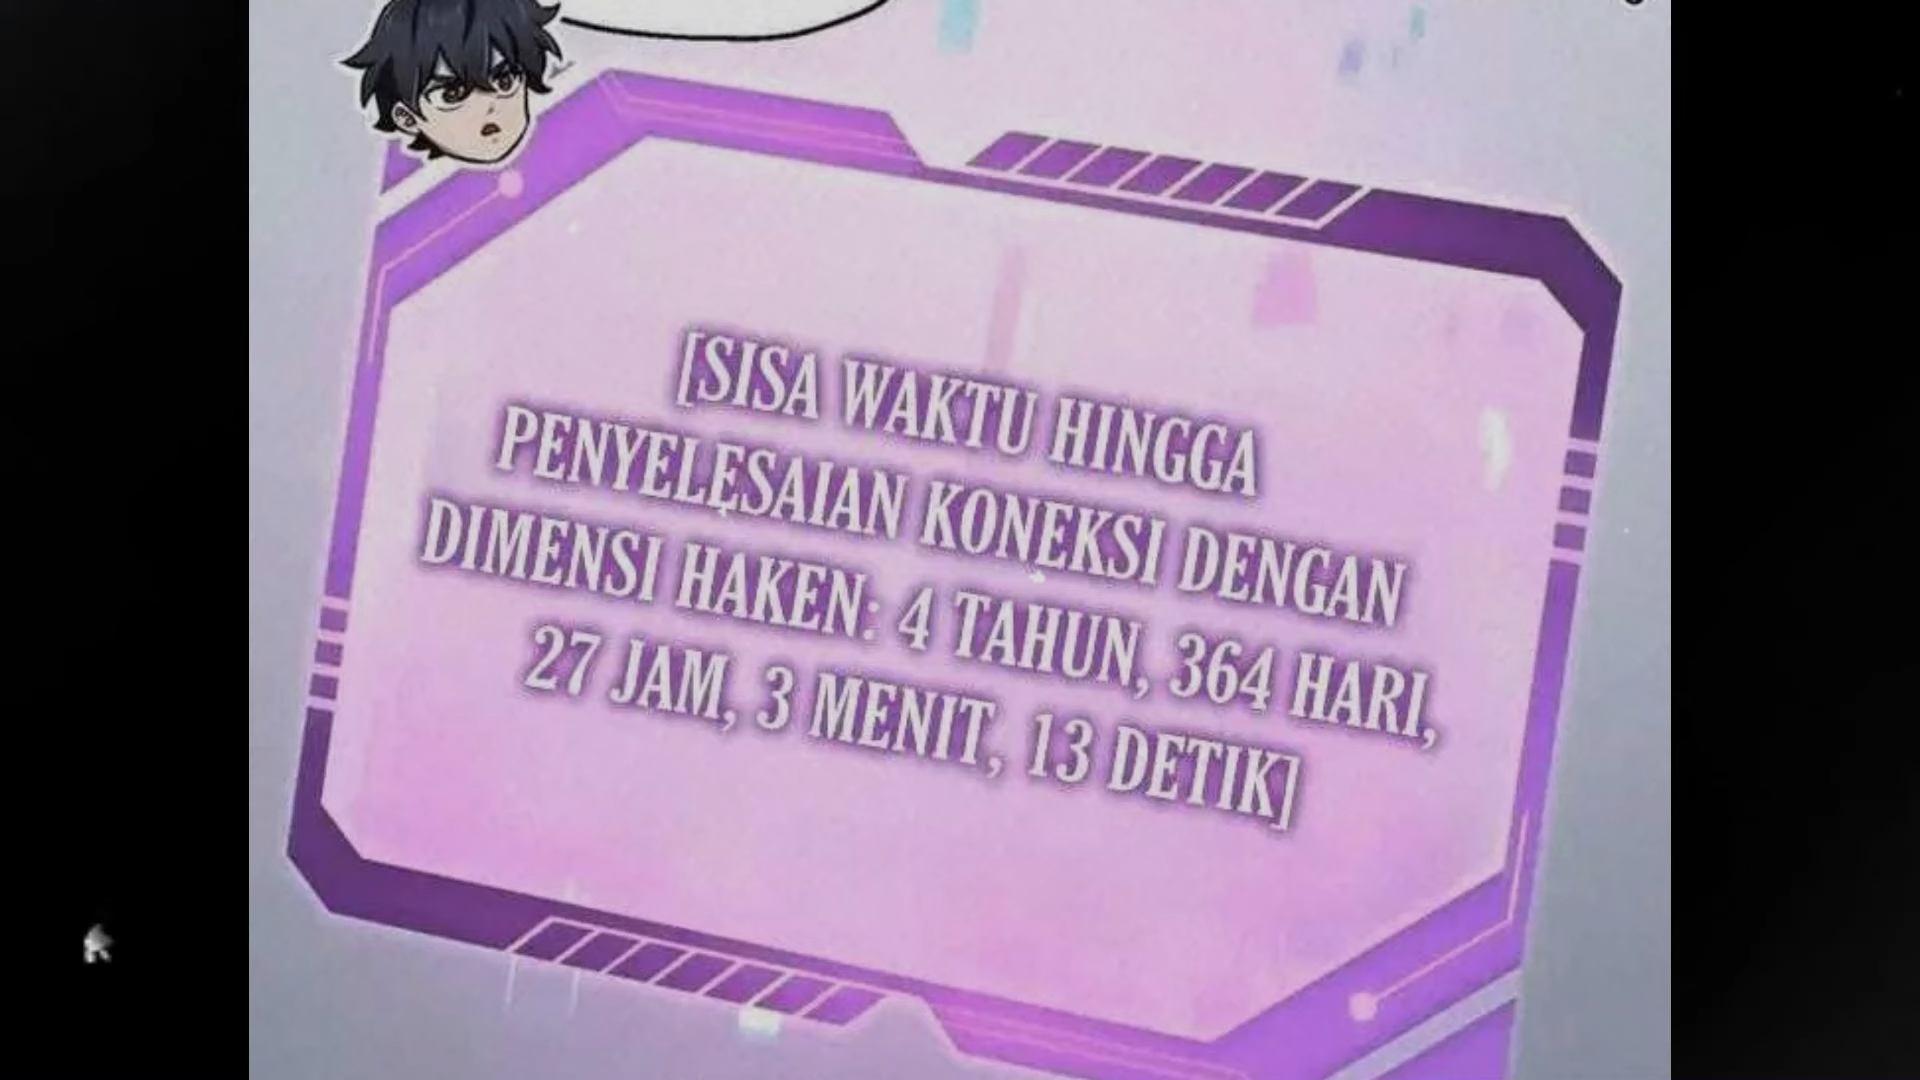 [SISA WAKTU HINGGA
PENYELESAIAN KONEKSI DENGAN
DIMENSI HAKEN: 4 TAHUN, 364 HARI,
27 JAM, 3 MENIT, 13 DETIK]